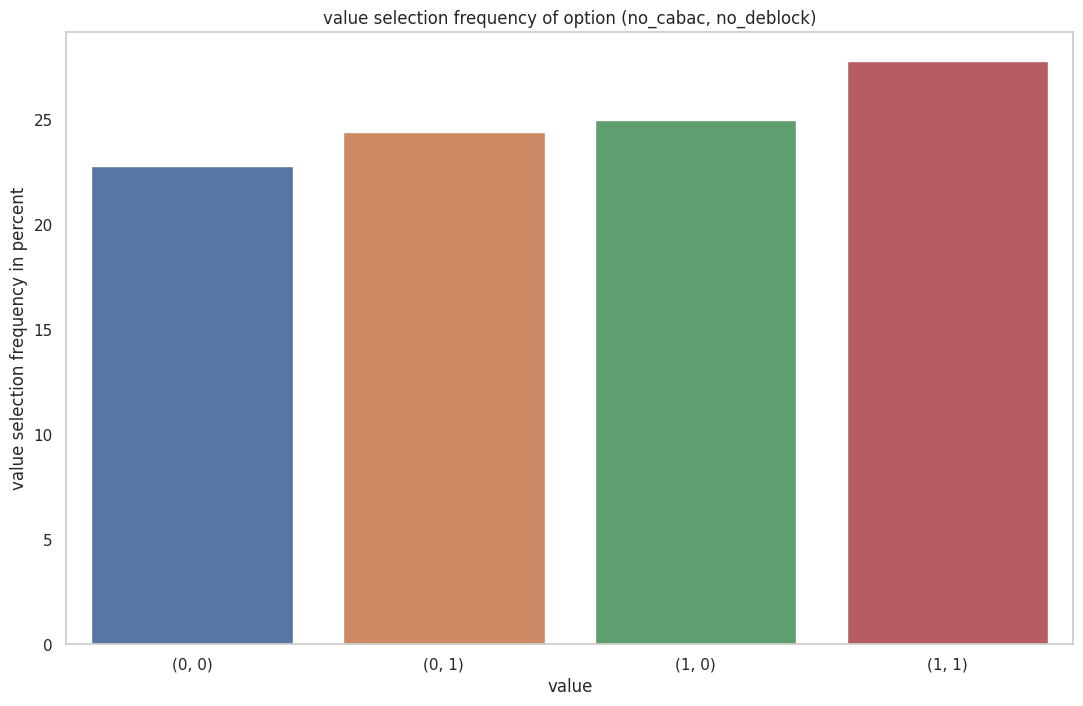 value selection frequency of option (no_cabac, no_deblock)
value selection frequency in percent
25
20
15
10
5
0
(0, 0) (0, 1) (1, 0) (1, 1)
value